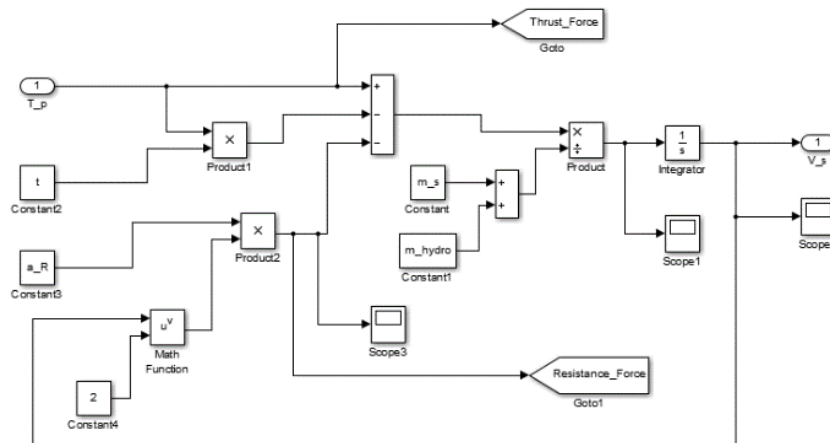 Thrust_Force
Goto
1
T_p
+
−
−
×
Product1
t
Constant2
×
÷
Product
1
s
Integrator
1
V_s
m_s
Constant
+
+
m_hydro
Constant1
Scope1
Scope
×
Product2
a_R
Constant3
u^v
Math
Function
Scope3
2
Constant4
Resistance_Force
Goto1